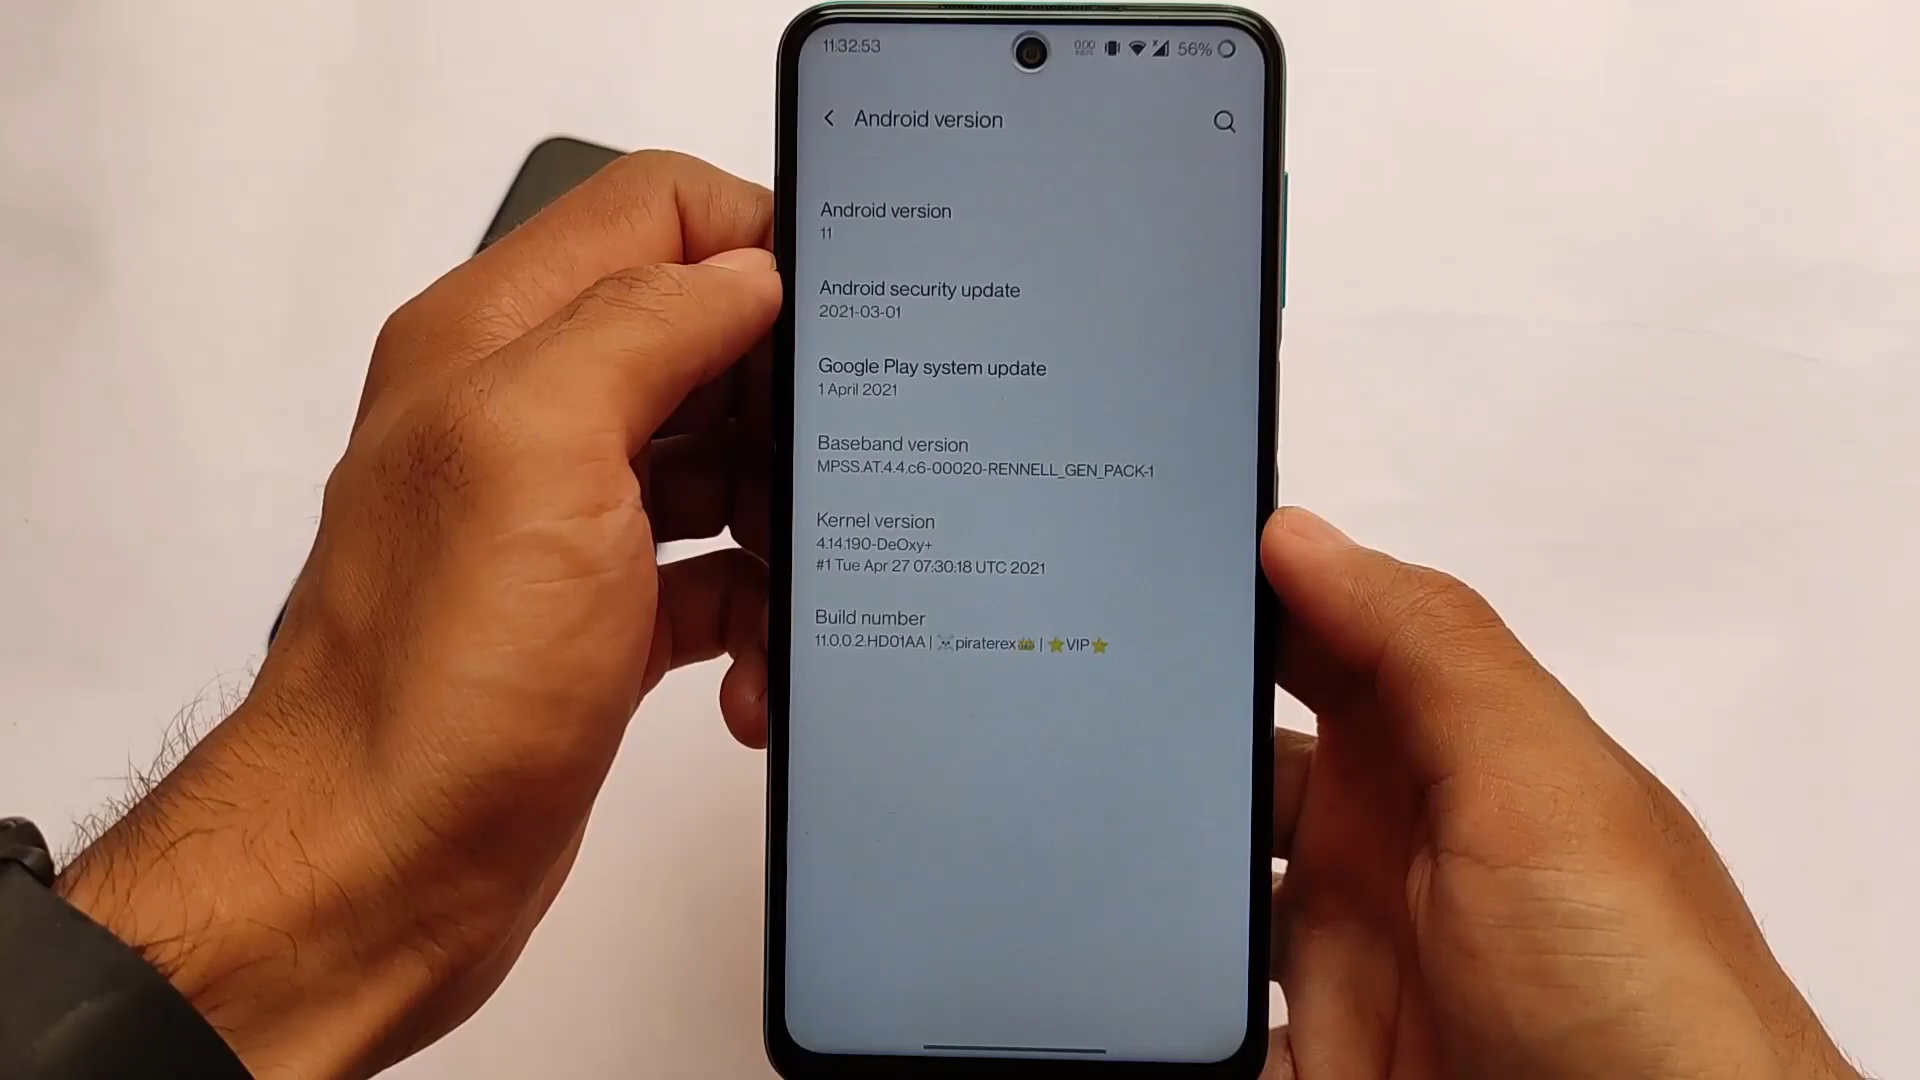 11:32:53
0.00
56%
Android version
Android version
11
Android security update
2021-03-01
Google Play system update
1 April 2021
Baseband version
MPSS.AT.4.4.c6-00020-RENNELL_GEN_PACK-1
Kernel version
4.14.190-DeOxy+
#1 Tue Apr 27 07:30:18 UTC 2021
Build number
11.0.0.2.HD01AA | ☠piraterex👑 | ⭐VIP⭐